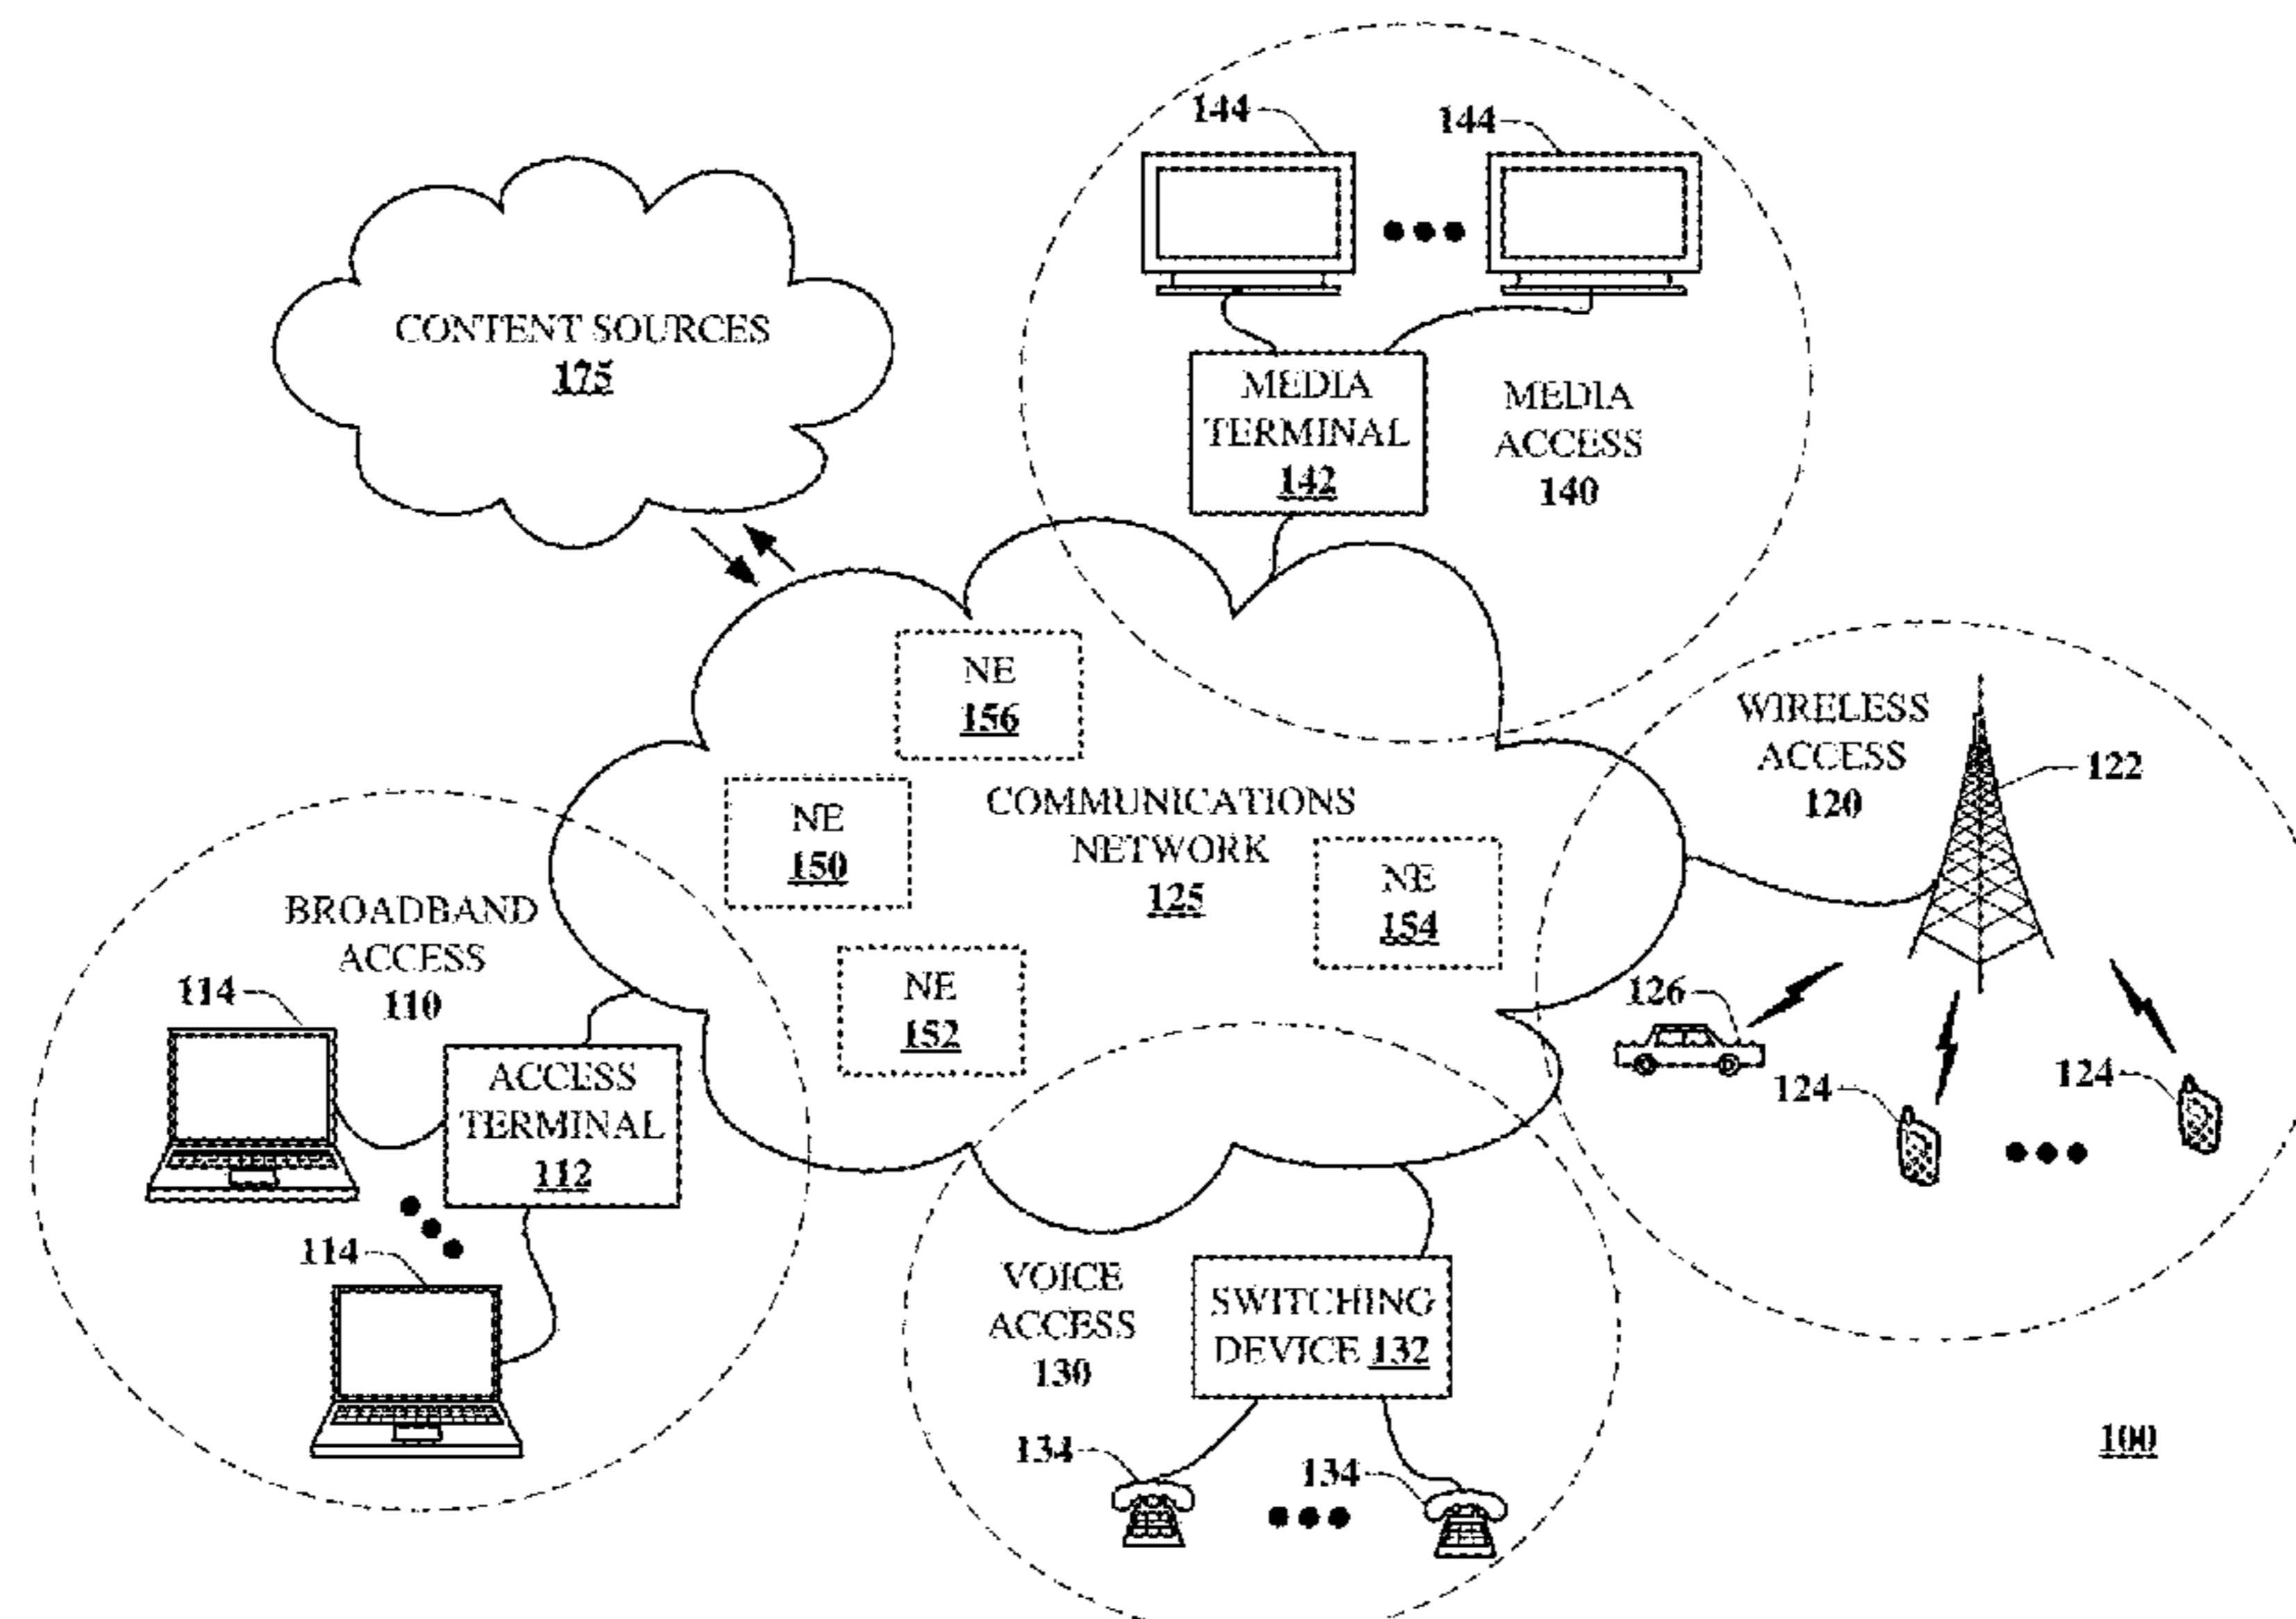 144
144
CONTENT SOURCES
175
MEDIA
TERMINAL
142
MEDIA
ACCESS
140
NE
156
WIRELESS
ACCESS
120
122
NE
150
COMMUNICATIONS
NETWORK
125
NE
154
BROADBAND
ACCESS
110
114
NE
152
126
124
124
ACCESS
TERMINAL
112
114
VOICE
ACCESS
130
SWITCHING
DEVICE 132
134
134
100